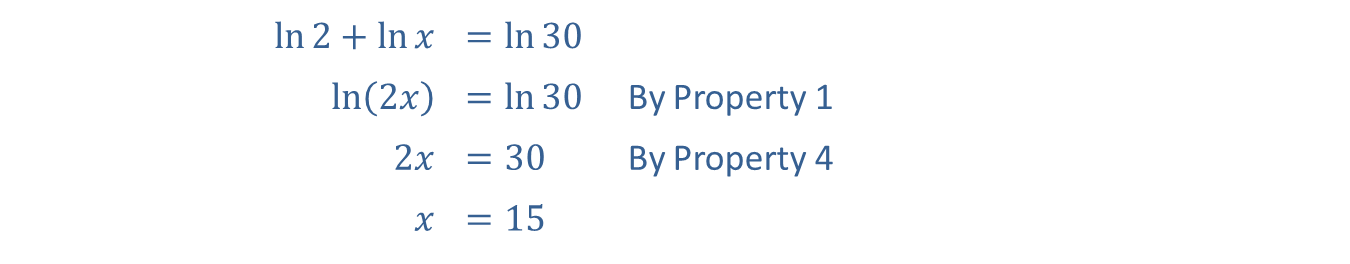 ln 2 + ln x = ln 30
ln(2x) = ln 30 By Property 1
2x = 30 By Property 4
x = 15